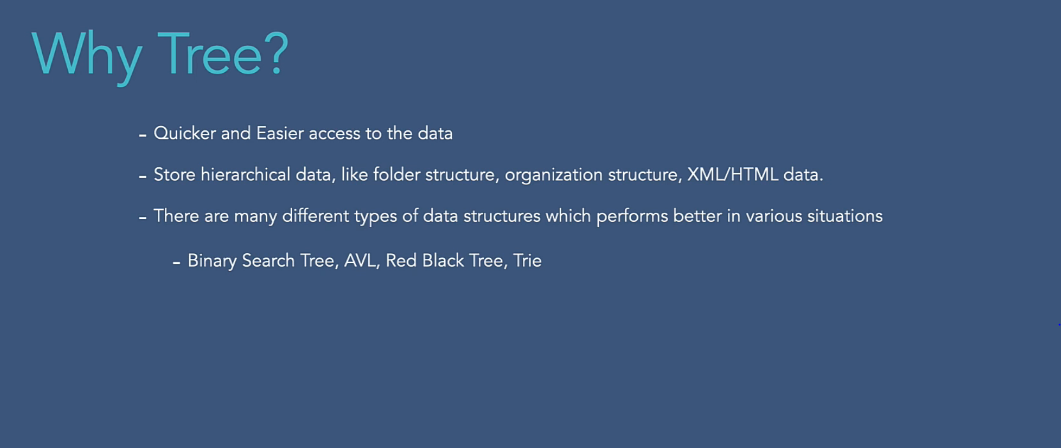 Why Tree?
- Quicker and Easier access to the data
- Store hierarchical data, like folder structure, organization structure, XML/HTML data.
- There are many different types of data structures which performs better in various situations
- Binary Search Tree, AVL, Red Black Tree, Trie